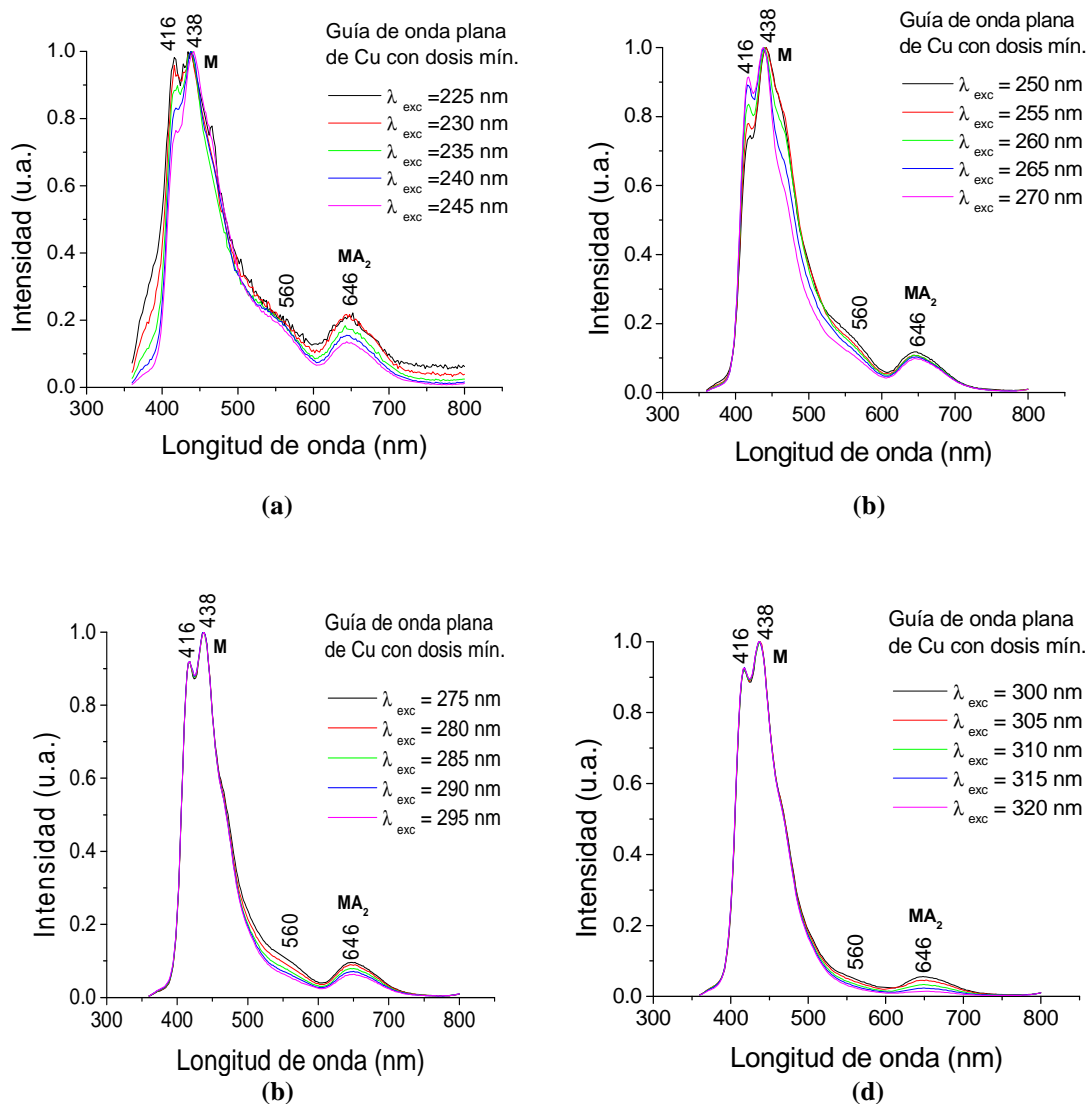 416
438
M
Guía de onda plana
de Cu con dosis mín.
λ exc =225 nm
λ exc =230 nm
λ exc =235 nm
λ exc =240 nm
λ exc =245 nm
MA2
560
646
Intensidad (u.a.)
1.0
0.8
0.6
0.4
0.2
0.0
300 400 500 600 700 800
Longitud de onda (nm)
(a)
416
438
M
Guía de onda plana
de Cu con dosis mín.
λ exc = 250 nm
λ exc = 255 nm
λ exc = 260 nm
λ exc = 265 nm
λ exc = 270 nm
MA2
560
646
Intensidad (u.a.)
1.0
0.8
0.6
0.4
0.2
0.0
300 400 500 600 700 800
Longitud de onda (nm)
(b)
416
438
M
Guía de onda plana
de Cu con dosis mín.
λ exc = 275 nm
λ exc = 280 nm
λ exc = 285 nm
λ exc = 290 nm
λ exc = 295 nm
MA2
560
646
Intensidad (u.a.)
1.0
0.8
0.6
0.4
0.2
0.0
300 400 500 600 700 800
Longitud de onda (nm)
(b)
416
438
M
Guía de onda plana
de Cu con dosis mín.
λ exc = 300 nm
λ exc = 305 nm
λ exc = 310 nm
λ exc = 315 nm
λ exc = 320 nm
MA2
560
646
Intensidad (u.a.)
1.0
0.8
0.6
0.4
0.2
0.0
300 400 500 600 700 800
Longitud de onda (nm)
(d)